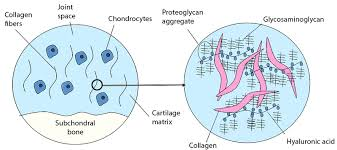 Collagen
fibers
Joint
space
Chondrocytes
Subchondral
bone
Cartilage
matrix
Proteoglycan
aggregate
Glycosaminoglycan
Collagen
Hyaluronic acid